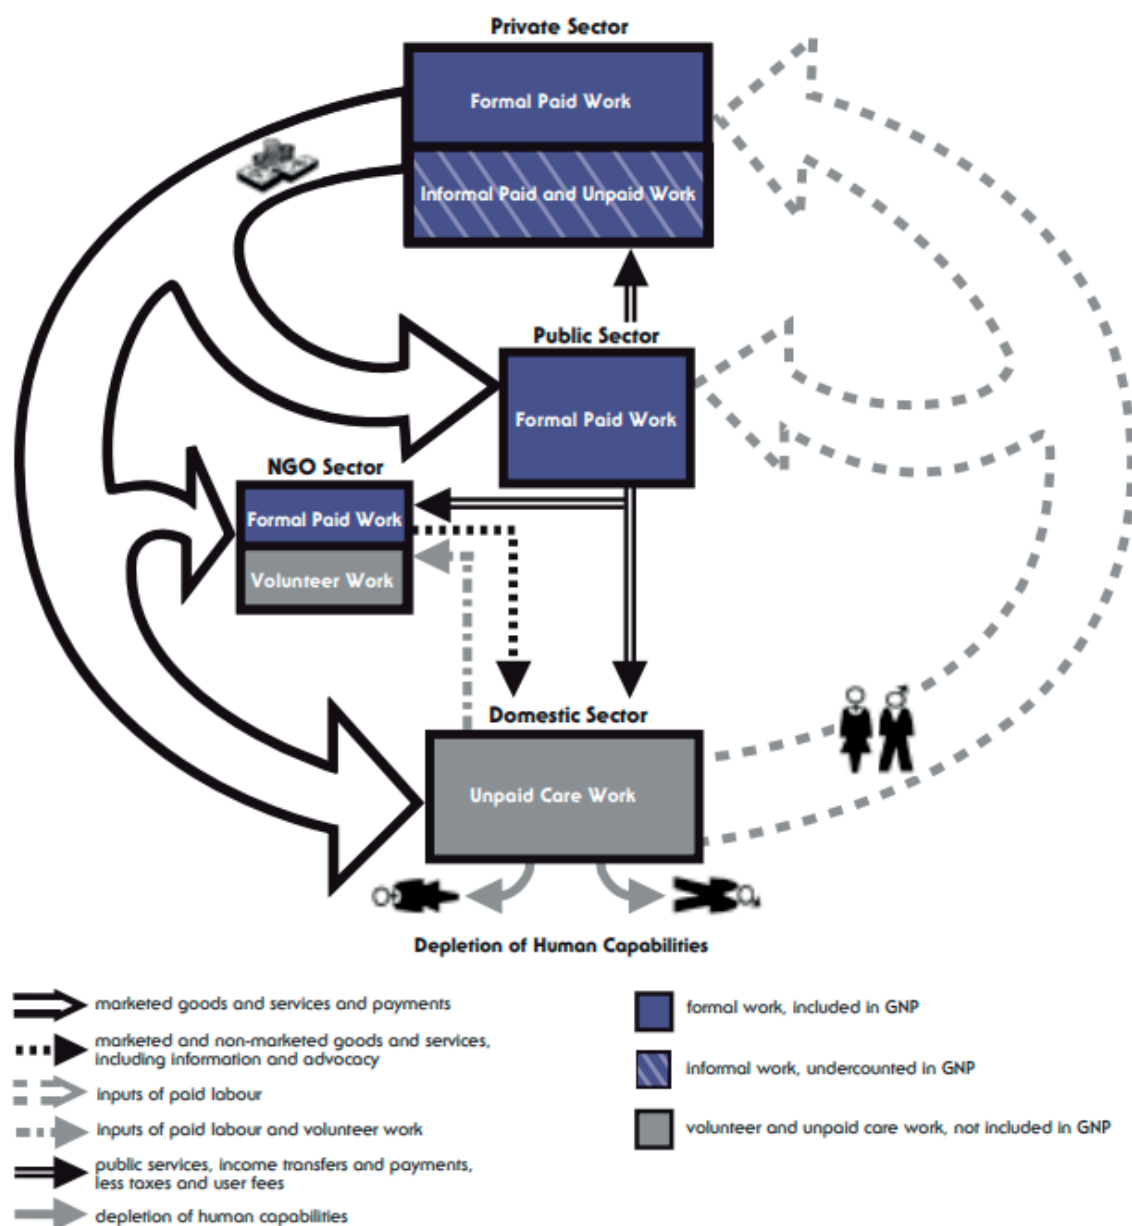 Private Sector
Formal Paid Work
Informal Paid and Unpaid Work
Public Sector
Formal Paid Work
NGO Sector
Formal Paid Work
Volunteer Work
Domestic Sector
Unpaid Care Work
Depletion of Human Capabilities
marketed goods and services and payments
marketed and non-marketed goods and services,
including information and advocacy
inputs of paid labour
inputs of paid labour and volunteer work
public services, income transfers and payments,
less taxes and user fees
depletion of human capabilities
formal work, included in GNP
informal work, undercounted in GNP
volunteer and unpaid care work, not included in GNP